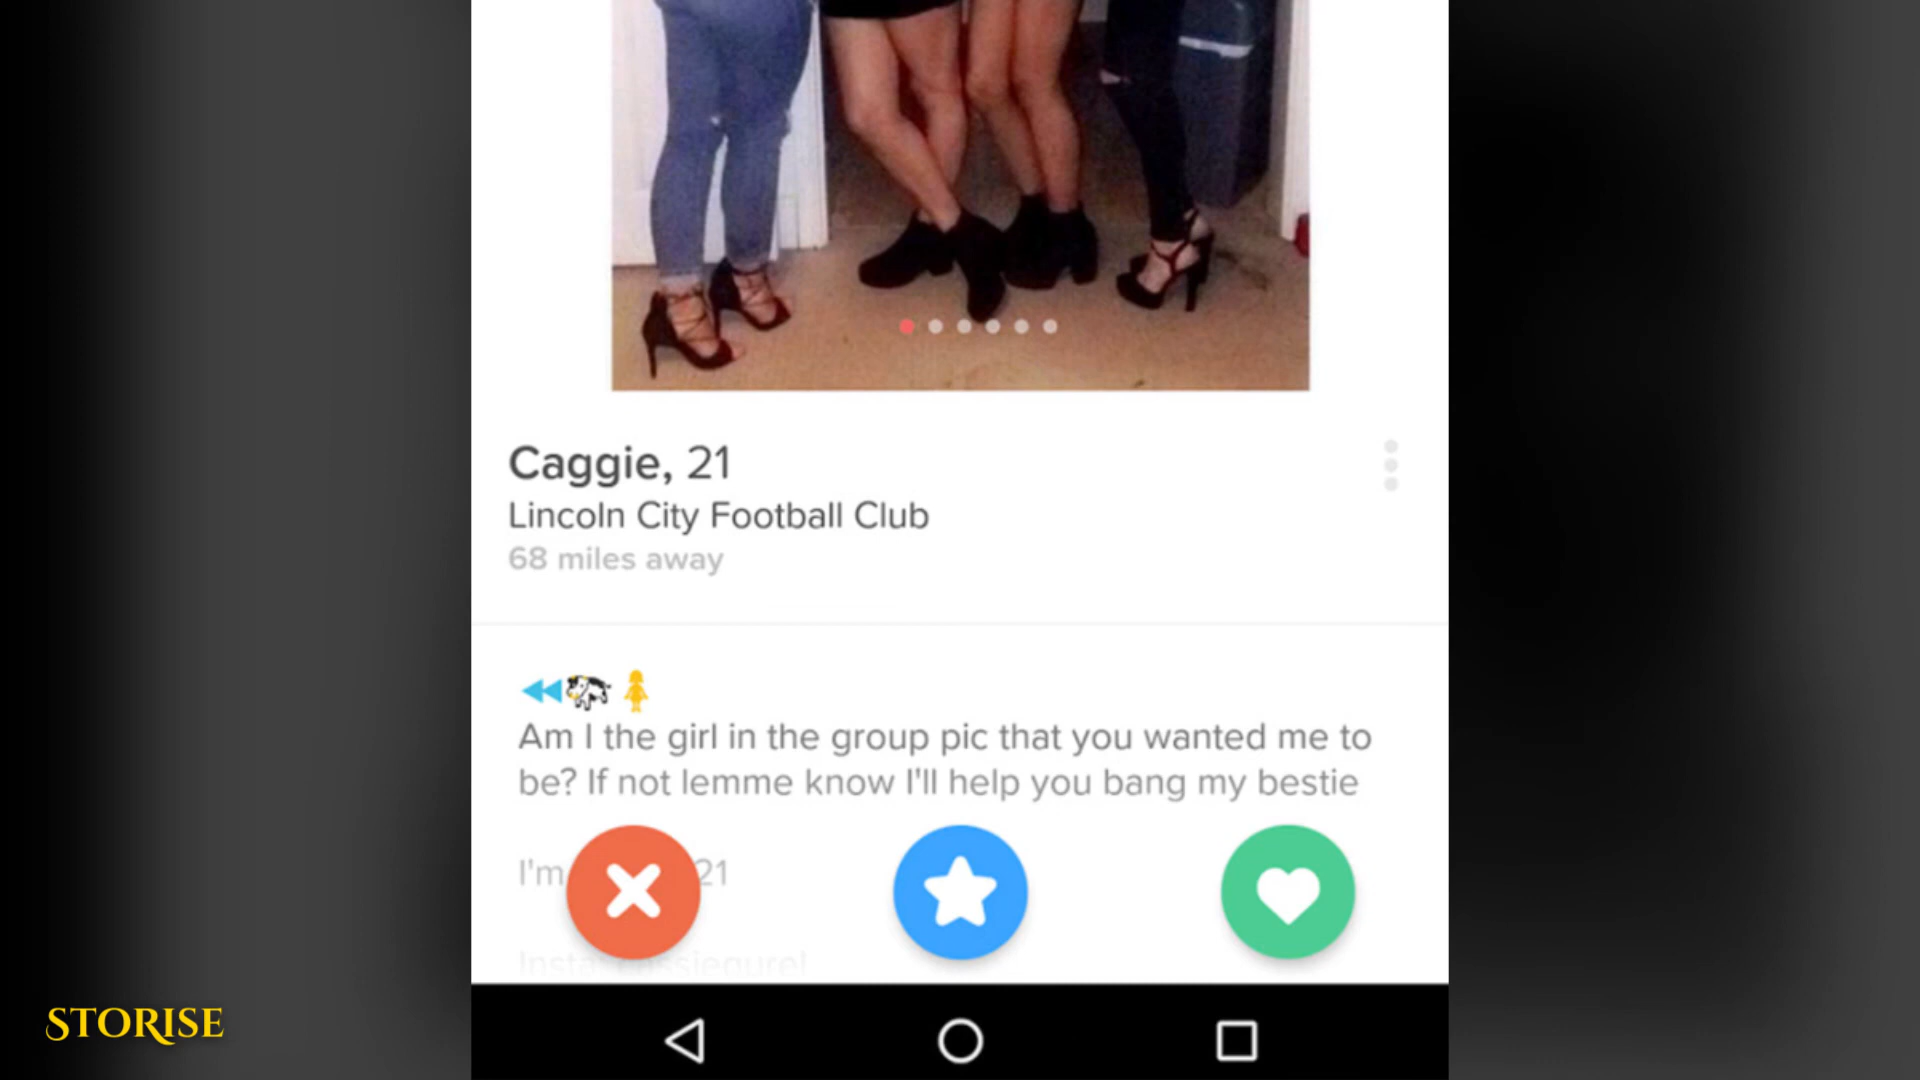 Caggie, 21
Lincoln City Football Club
68 miles away
Am I the girl in the group pic that you wanted me to
be? If not lemme know I'll help you bang my bestie
I'm 21
Insta:
STORISE